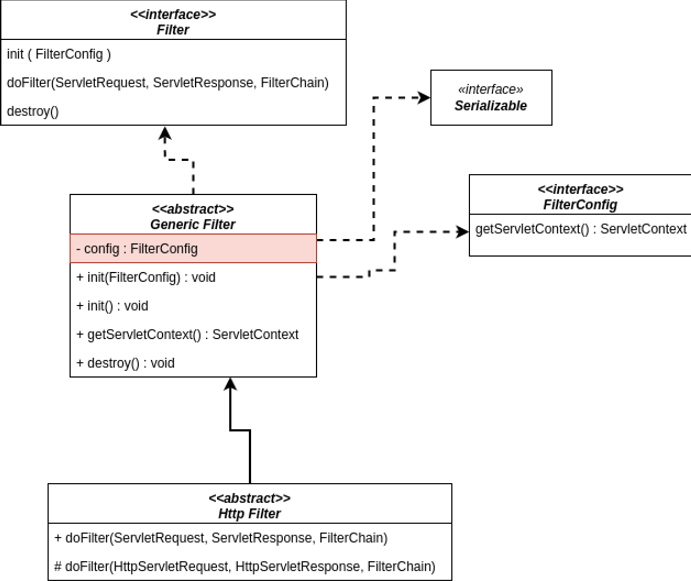 <<interface>>
Filter
init ( FilterConfig )
doFilter(ServletRequest, ServletResponse, FilterChain)
destroy()
«interface»
Serializable
<<interface>>
FilterConfig
getServletContext() : ServletContext
<<abstract>>
Generic Filter
- config : FilterConfig
+ init(FilterConfig) : void
+ init() : void
+ getServletContext() : ServletContext
+ destroy() : void
<<abstract>>
Http Filter
+ doFilter(ServletRequest, ServletResponse, FilterChain)
# doFilter(HttpServletRequest, HttpServletResponse, FilterChain)